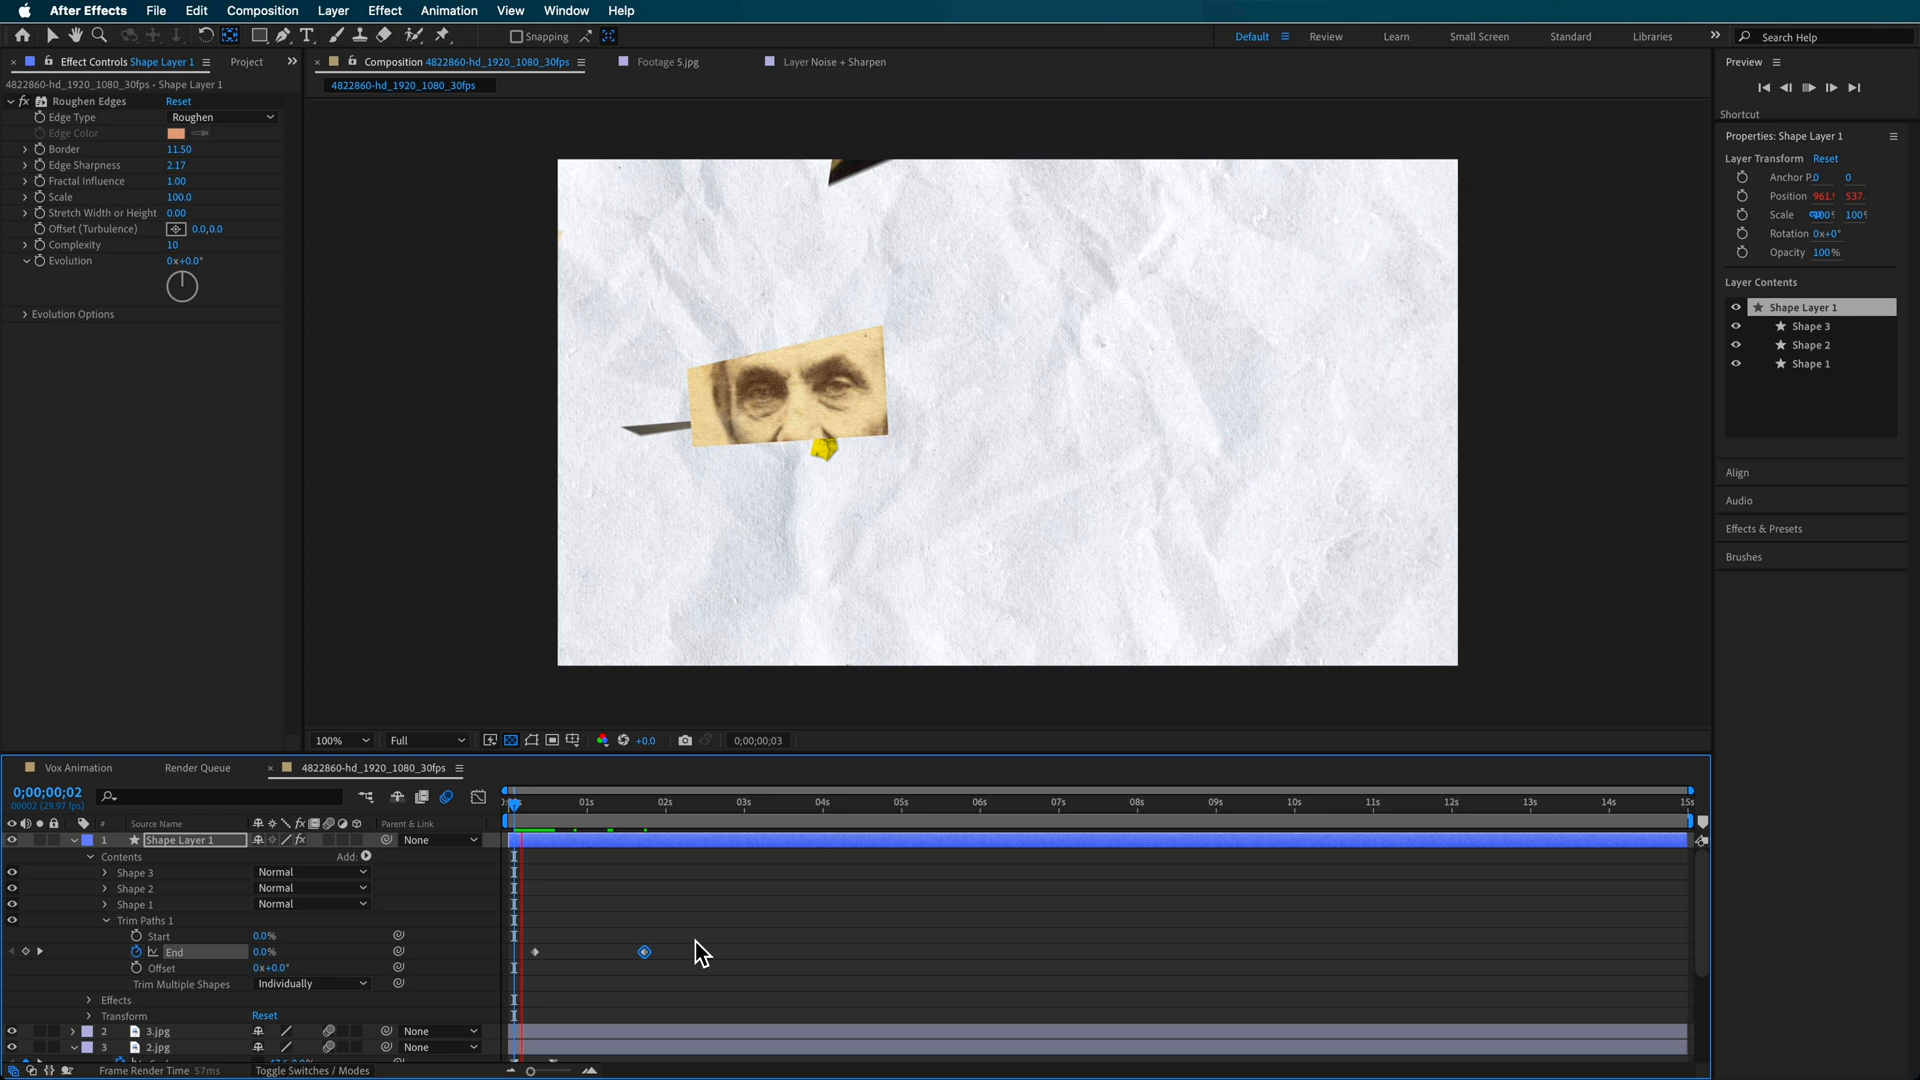 After Effects File Edit Composition Layer Effect Animation View Window Help
Snapping
Default Review Learn Small Screen Standard Libraries Search Help
Effect Controls Shape Layer 1 Project
4822860-hd_1920_1080_30fps • Shape Layer 1
fx Roughen Edges Reset
Edge Type Roughen
Edge Color
Border 11.50
Edge Sharpness 2.17
Fractal Influence 1.00
Scale 100.0
Stretch Width or Height 0.00
Offset (Turbulence) 0.0,0.0
Complexity 10
Evolution 0x+0.0°
Evolution Options
Composition 4822860-hd_1920_1080_30fps Footage 5.jpg Layer Noise + Sharpen
4822860-hd_1920_1080_30fps
100% Full +0.0 0;00;00;03
Preview
Shortcut
Properties: Shape Layer 1
Layer Transform Reset
Anchor P. 0 0
Position 961. 537.
Scale 100% 100%
Rotation 0x+0°
Opacity 100%
Layer Contents
Shape Layer 1
Shape 3
Shape 2
Shape 1
Align
Audio
Effects & Presets
Brushes
Vox Animation Render Queue 4822860-hd_1920_1080_30fps
0;00;00;02
00002 (29.97 fps)
01s 02s 03s 04s 05s 06s 07s 08s 09s 10s 11s 12s 13s 14s 15s
# Source Name fx Parent & Link
1 Shape Layer 1 fx None
Contents Add:
Shape 3 Normal
Shape 2 Normal
Shape 1 Normal
Trim Paths 1
Start 0.0%
End 0.0%
Offset 0x+0.0°
Trim Multiple Shapes Individually
Effects
Transform Reset
2 3.jpg None
3 2.jpg None
Frame Render Time 57ms Toggle Switches / Modes